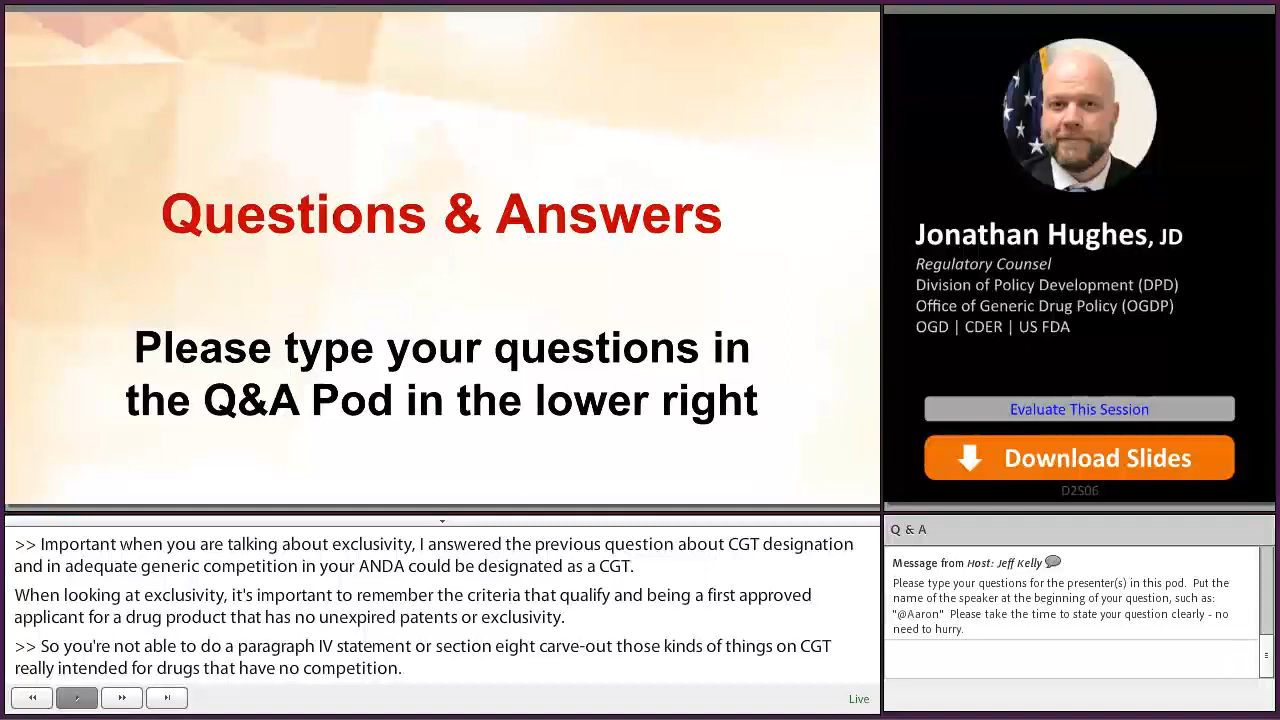 Questions & Answers
Please type your questions in
the Q&A Pod in the lower right
Jonathan Hughes, JD
Regulatory Counsel
Division of Policy Development (DPD)
Office of Generic Drug Policy (OGDP)
OGD | CDER | US FDA
Evaluate This Session
Download Slides
D2S06
>> Important when you are talking about exclusivity, I answered the previous question about CGT designation
and in adequate generic competition in your ANDA could be designated as a CGT.
When looking at exclusivity, it's important to remember the criteria that qualify and being a first approved
applicant for a drug product that has no unexpired patents or exclusivity.
>> So you're not able to do a paragraph IV statement or section eight carve-out those kinds of things on CGT
really intended for drugs that have no competition.
Live
Q & A
Message from Host: Jeff Kelly
Please type your questions for the presenter(s) in this pod. Put the
name of the speaker at the beginning of your question, such as:
"@Aaron" Please take the time to state your question clearly - no
need to hurry.